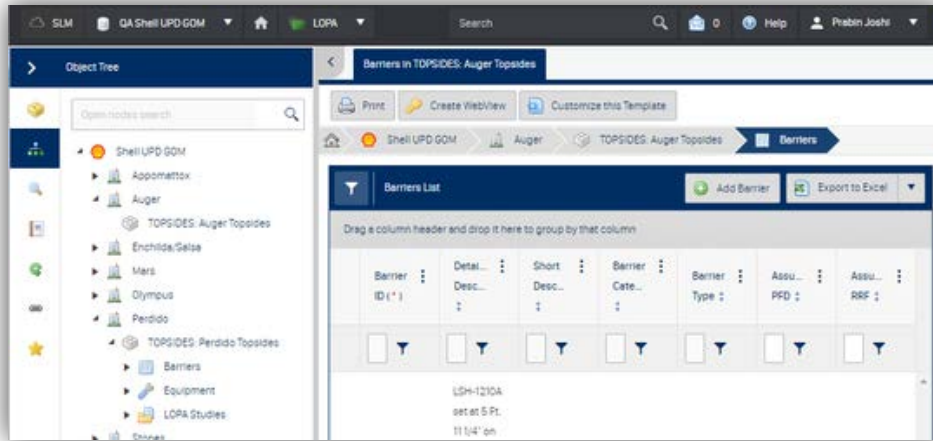 SLM QA Shell UPD GOM LOPA Search 0 Help Prabin Joshi
Object Tree
Open nodes search
Shell UPD GOM
Appomattox
Auger
TOPSIDES: Auger Topsides
Enchilda/Salsa
Mars
Olympus
Perdido
TOPSIDES: Perdido Topsides
Barriers
Equipment
LOPA Studies
Stones
Barriers in TOPSIDES: Auger Topsides
Print Create WebView Customize this Template
Shell UPD GOM Auger TOPSIDES: Auger Topsides Barriers
Barriers List Add Barrier Export to Excel
Drag a column header and drop it here to group by that column
Barrier Detai... Short Barrier Barrier Assu... Assu...
ID (*) Desc... Desc... Cate... Type PFD RRF
LSH-1210A
set at 5 Ft.
11 1/4" on